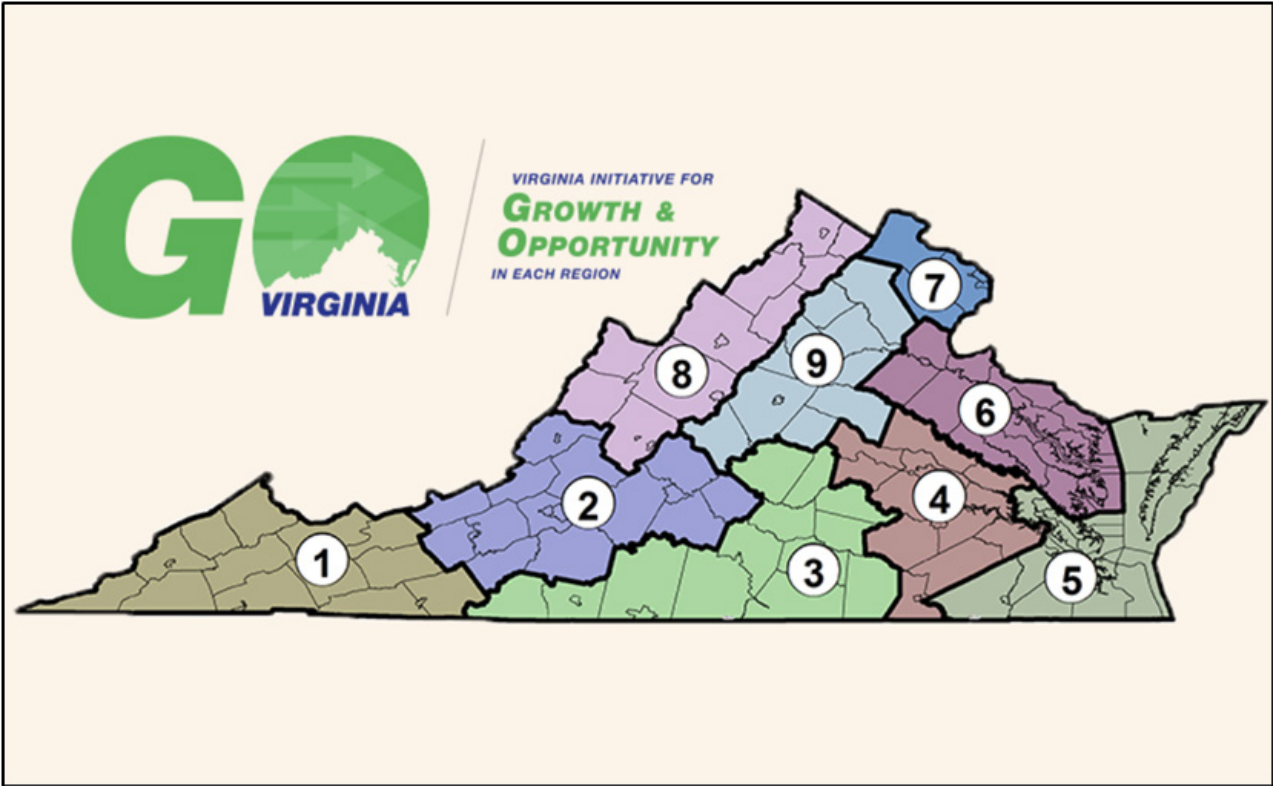 GO
VIRGINIA
VIRGINIA INITIATIVE FOR
GROWTH &
OPPORTUNITY
IN EACH REGION
7
9
8
6
2
4
1
3
5